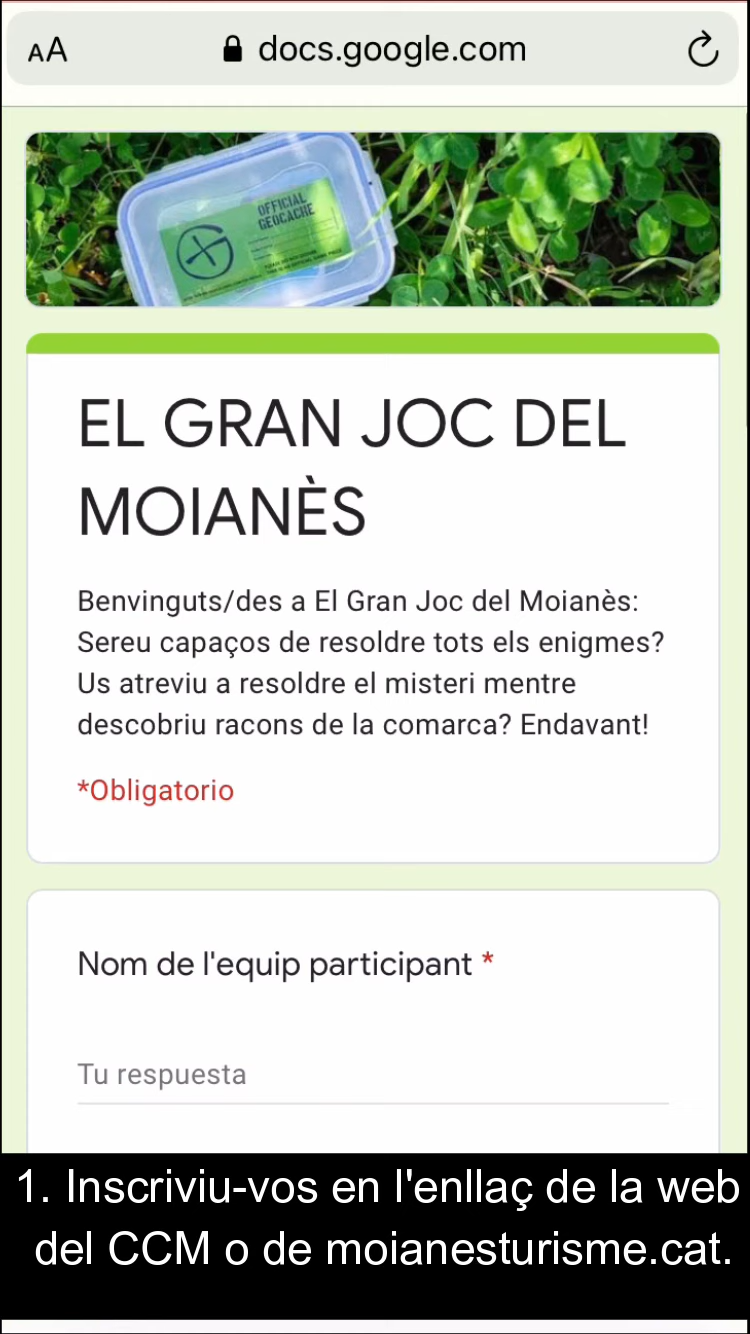 AA docs.google.com
OFFICIAL
GEOCACHE
EL GRAN JOC DEL
MOIANÈS
Benvinguts/des a El Gran Joc del Moianès:
Sereu capaços de resoldre tots els enigmes?
Us atreviu a resoldre el misteri mentre
descobriu racons de la comarca? Endavant!
*Obligatorio
Nom de l'equip participant *
Tu respuesta
1. Inscriviu-vos en l'enllaç de la web
del CCM o de moianesturisme.cat.